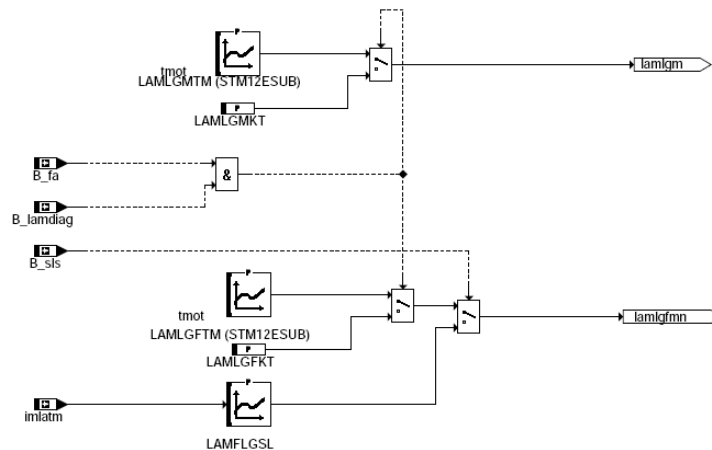 P
tmot
LAMLGMTM (STM12ESUB)
lamlgm
P
LAMLGMKT
B_fa
&
B_lamdiag
B_sls
P
tmot
LAMLGFTM (STM12ESUB)
lamlgfmn
P
LAMLGFKT
P
imlatm
LAMFLGSL